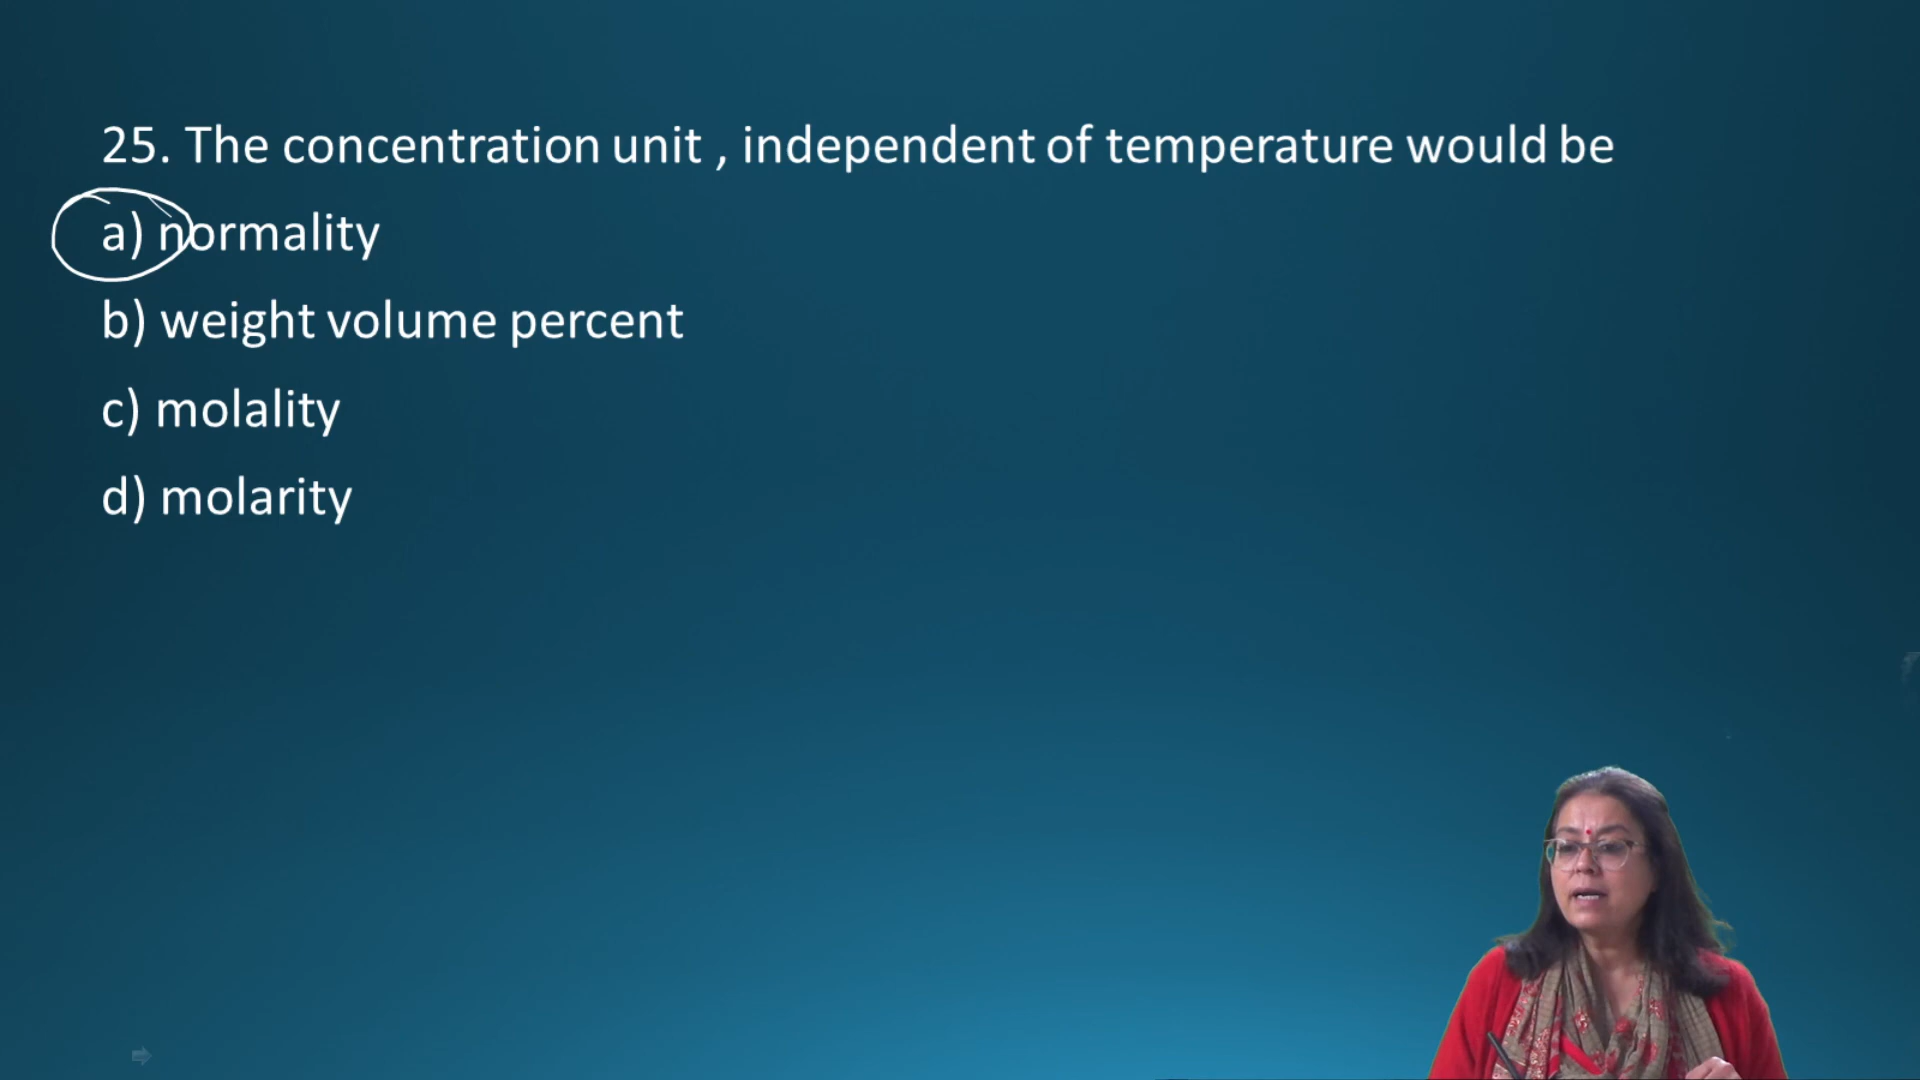 25. The concentration unit , independent of temperature would be
a) normality
b) weight volume percent
c) molality
d) molarity